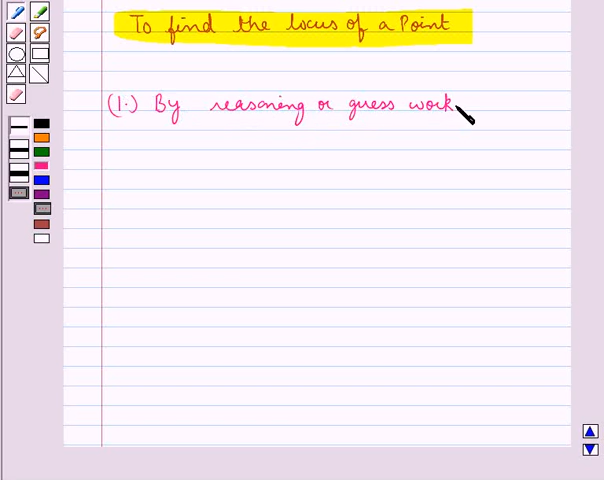 To find the locus of a Point
(1.) By reasoning or guess work